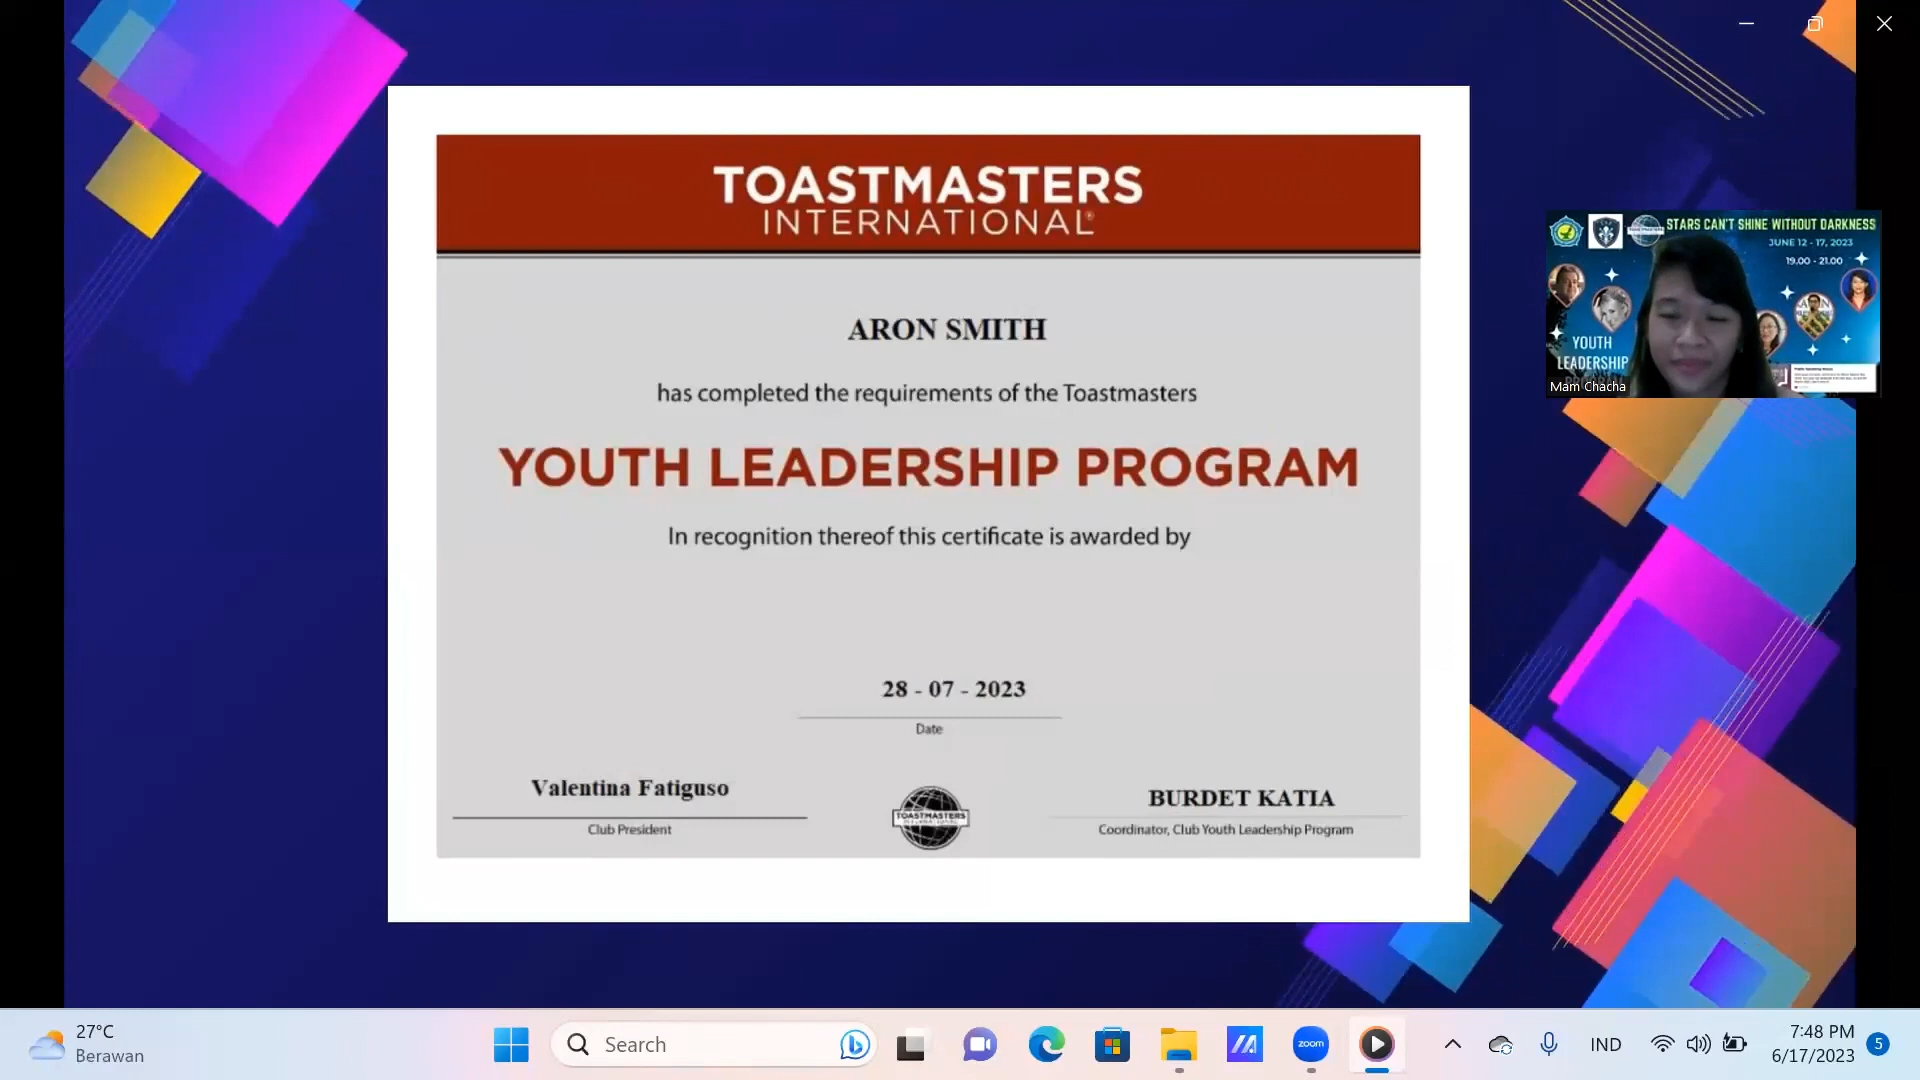 TOASTMASTERS
INTERNATIONAL®
ARON SMITH
has completed the requirements of the Toastmasters
YOUTH LEADERSHIP PROGRAM
In recognition thereof this certificate is awarded by
28 - 07 - 2023
Date
Valentina Fatiguso
Club President
TOASTMASTERS
INTERNATIONAL
BURDET KATIA
Coordinator, Club Youth Leadership Program
STARS CAN'T SHINE WITHOUT DARKNESS
JUNE 12 - 17, 2023
19.00 - 21.00
YOUTH
LEADERSHIP
Mam Chacha
27°C
Berawan
Search
zoom
IND
7:48 PM
6/17/2023
5